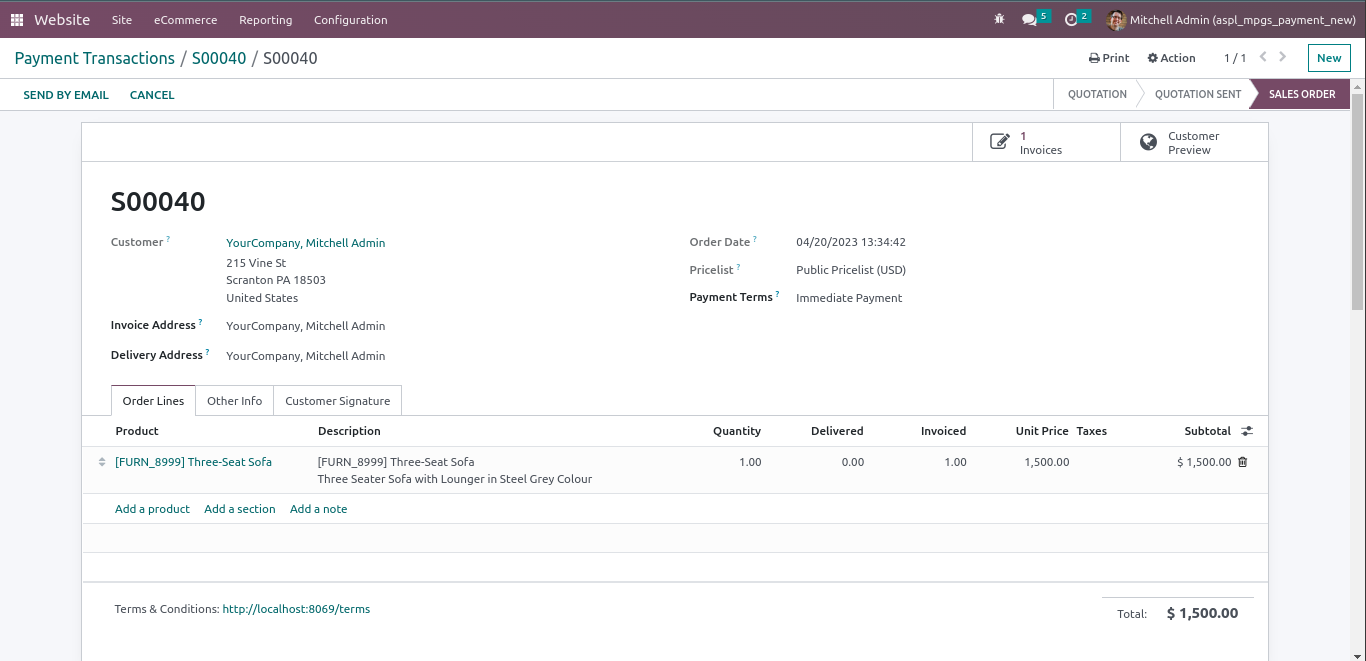 Website Site eCommerce Reporting Configuration 5 2 Mitchell Admin (aspl_mpgs_payment_new)
Payment Transactions / S00040 / S00040 Print Action 1 / 1 New
SEND BY EMAIL CANCEL QUOTATION QUOTATION SENT SALES ORDER
1
Invoices
Customer
Preview
S00040
Customer ? YourCompany, Mitchell Admin
215 Vine St
Scranton PA 18503
United States
Invoice Address ? YourCompany, Mitchell Admin
Delivery Address ? YourCompany, Mitchell Admin
Order Date ? 04/20/2023 13:34:42
Pricelist ? Public Pricelist (USD)
Payment Terms ? Immediate Payment
Order Lines Other Info Customer Signature
Product Description Quantity Delivered Invoiced Unit Price Taxes Subtotal
[FURN_8999] Three-Seat Sofa [FURN_8999] Three-Seat Sofa 1.00 0.00 1.00 1,500.00 $ 1,500.00
Three Seater Sofa with Lounger in Steel Grey Colour
Add a product Add a section Add a note
Terms & Conditions: http://localhost:8069/terms
Total: $ 1,500.00